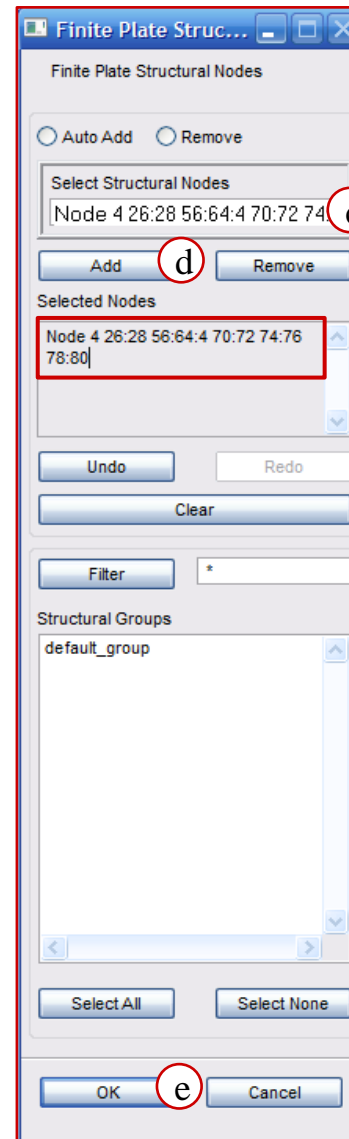 Finite Plate Struc...
Finite Plate Structural Nodes
Auto Add Remove
Select Structural Nodes
Node 4 26:28 56:64:4 70:72 74:
Add d Remove
Selected Nodes
Node 4 26:28 56:64:4 70:72 74:76
78:80
Undo Redo
Clear
Filter *
Structural Groups
default_group
Select All Select None
OK e Cancel